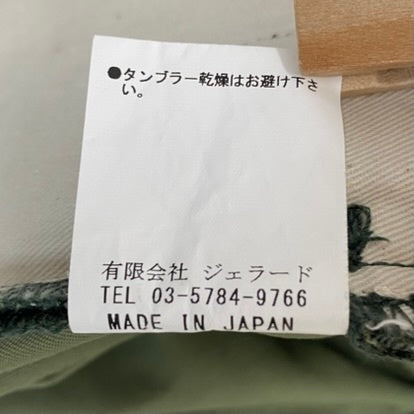 ●タンブラー乾燥はお避け下さ
い。
有限会社 ジェラード
TEL 03-5784-9766
MADE IN JAPAN